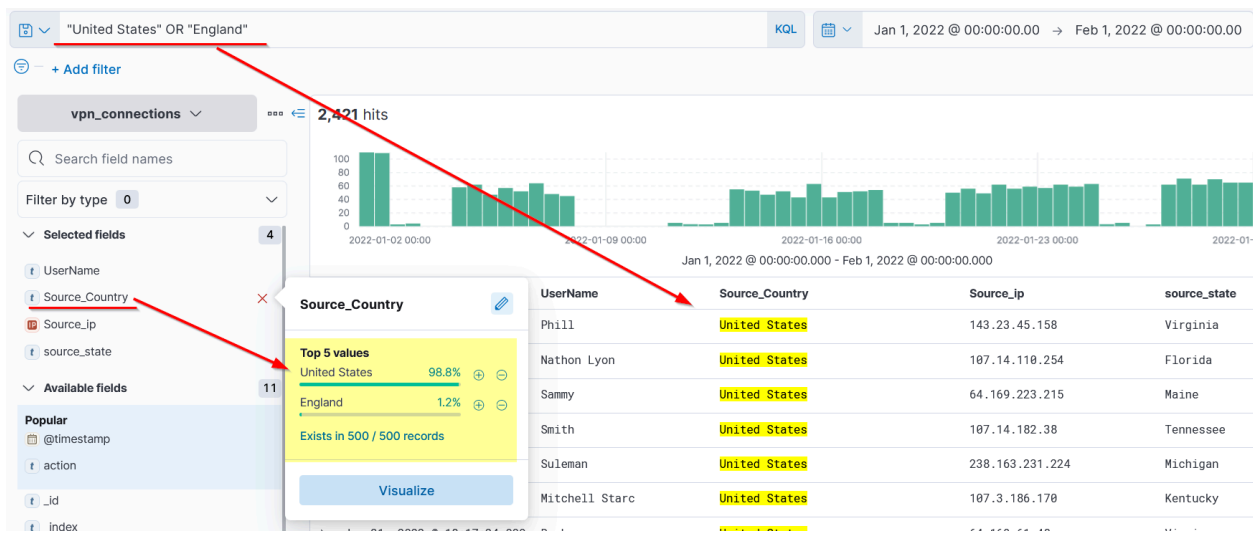 "United States" OR "England"
KQL
Jan 1, 2022 @ 00:00:00.00 → Feb 1, 2022 @ 00:00:00.00
+ Add filter
vpn_connections
2,421 hits
Search field names
Filter by type 0
Selected fields 4
t UserName
t Source_Country
IP Source_ip
t source_state
Available fields 11
Popular
@timestamp
t action
t _id
t _index
100
80
60
40
20
0
2022-01-02 00:00 2022-01-09 00:00 2022-01-16 00:00 2022-01-23 00:00 2022-01-
Jan 1, 2022 @ 00:00:00.000 - Feb 1, 2022 @ 00:00:00.000
Source_Country
Top 5 values
United States 98.8%
England 1.2%
Exists in 500 / 500 records
Visualize
UserName Source_Country Source_ip source_state
Phill United States 143.23.45.158 Virginia
Nathon Lyon United States 107.14.110.254 Florida
Sammy United States 64.169.223.215 Maine
Smith United States 107.14.182.38 Tennessee
Suleman United States 238.163.231.224 Michigan
Mitchell Starc United States 107.3.186.170 Kentucky